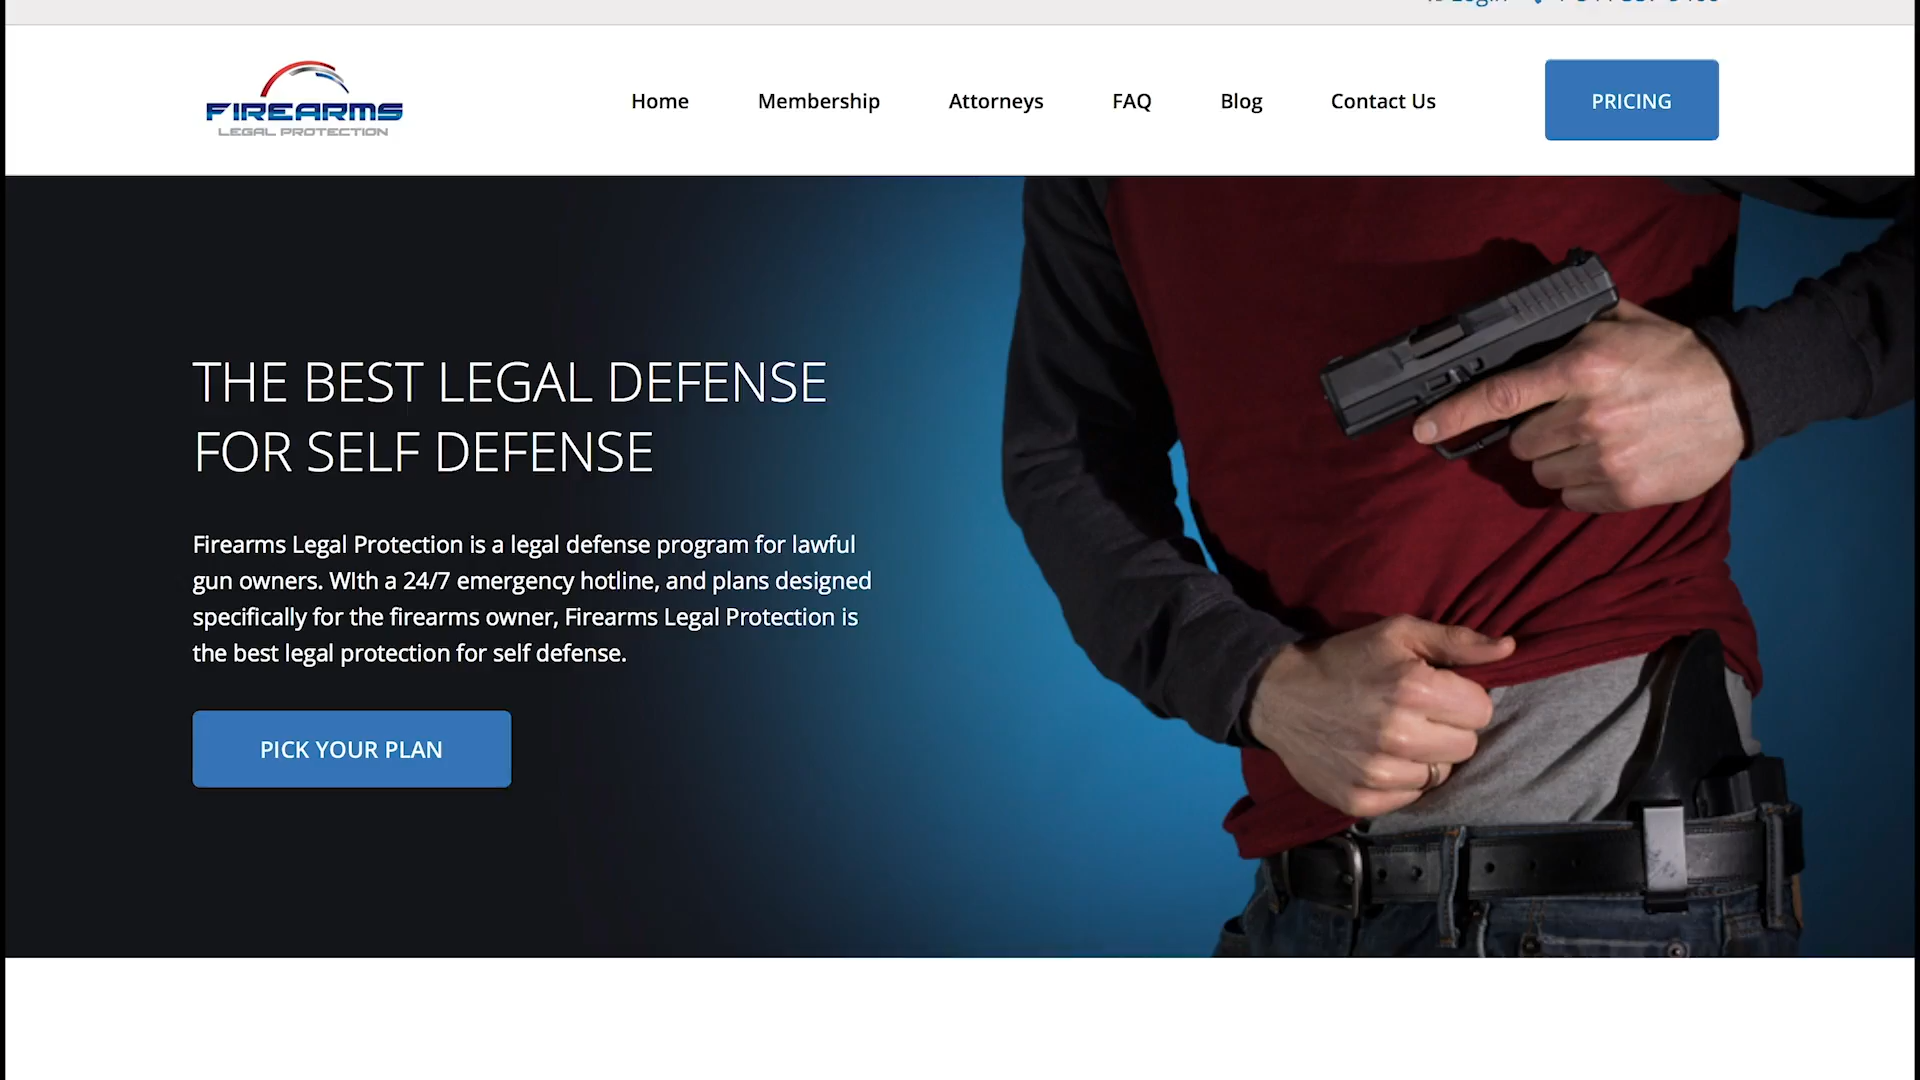 Login
FIREARMS
LEGAL PROTECTION
Home
Membership
Attorneys
FAQ
Blog
Contact Us
PRICING
THE BEST LEGAL DEFENSE
FOR SELF DEFENSE
Firearms Legal Protection is a legal defense program for lawful
gun owners. WIth a 24/7 emergency hotline, and plans designed
specifically for the firearms owner, Firearms Legal Protection is
the best legal protection for self defense.
PICK YOUR PLAN